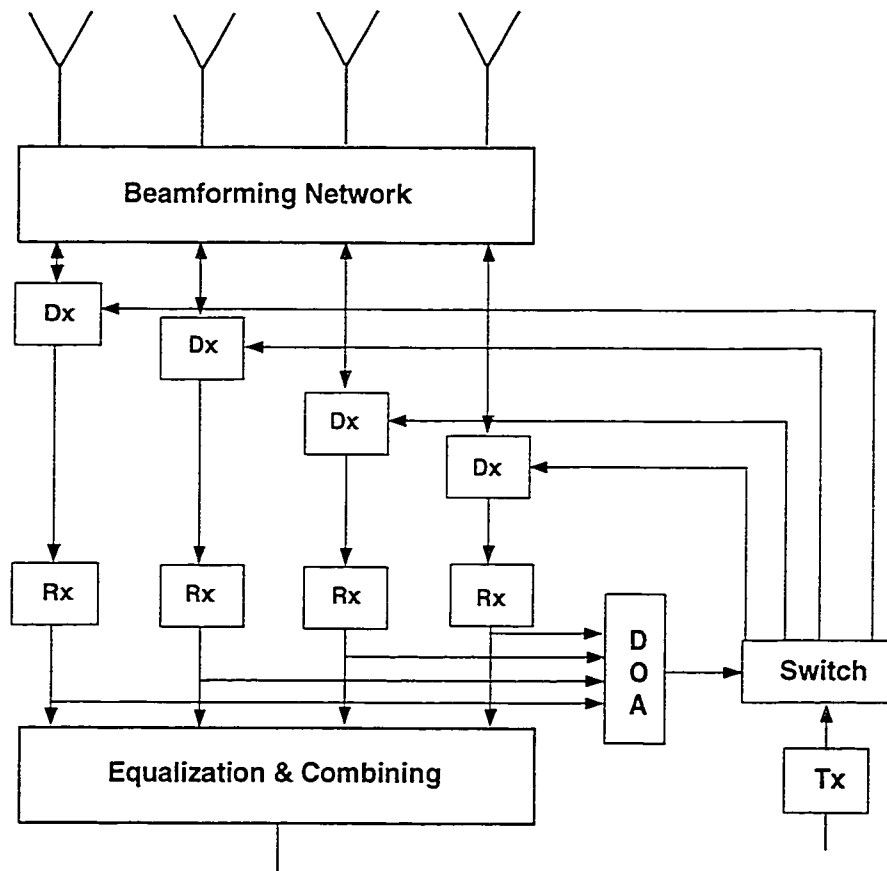 Beamforming Network
Dx
Dx
Dx
Dx
Rx
Rx
Rx
Rx
D
O
A
Switch
Equalization & Combining
Tx